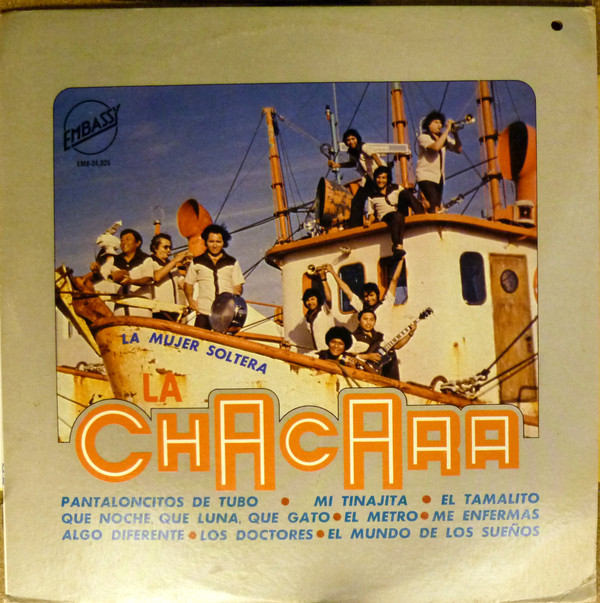 EMBASSY
EMB-31,026
LA MUJER SOLTERA
LA
CHACARA
PANTALONCITOS DE TUBO • MI TINAJITA • EL TAMALITO
QUE NOCHE, QUE LUNA, QUE GATO • EL METRO • ME ENFERMAS
ALGO DIFERENTE • LOS DOCTORES • EL MUNDO DE LOS SUEÑOS